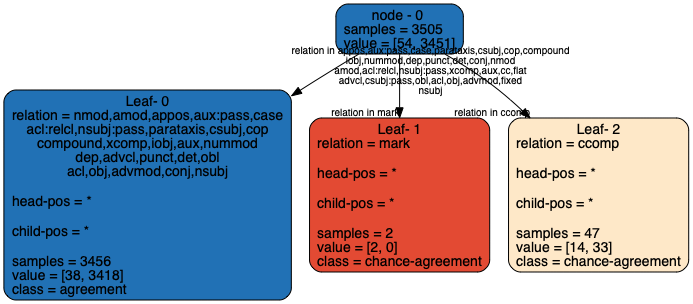 node - 0
samples = 3505
value = [54, 3451]
relation in appos,aux:pass,case,parataxis,csubj,cop,compound
iobj,nummod,dep,punct,det,conj,nmod
amod,acl:relcl,nsubj:pass,xcomp,aux,cc,flat
advcl,csubj:pass,obl,acl,obj,advmod,fixed
nsubj
relation in mark
relation in ccomp
Leaf- 0
relation = nmod,amod,appos,aux:pass,case
acl:relcl,nsubj:pass,parataxis,csubj,cop
compound,xcomp,iobj,aux,nummod
dep,advcl,punct,det,obl
acl,obj,advmod,conj,nsubj
head-pos = *
child-pos = *
samples = 3456
value = [38, 3418]
class = agreement
Leaf- 1
relation = mark
head-pos = *
child-pos = *
samples = 2
value = [2, 0]
class = chance-agreement
Leaf- 2
relation = ccomp
head-pos = *
child-pos = *
samples = 47
value = [14, 33]
class = chance-agreement